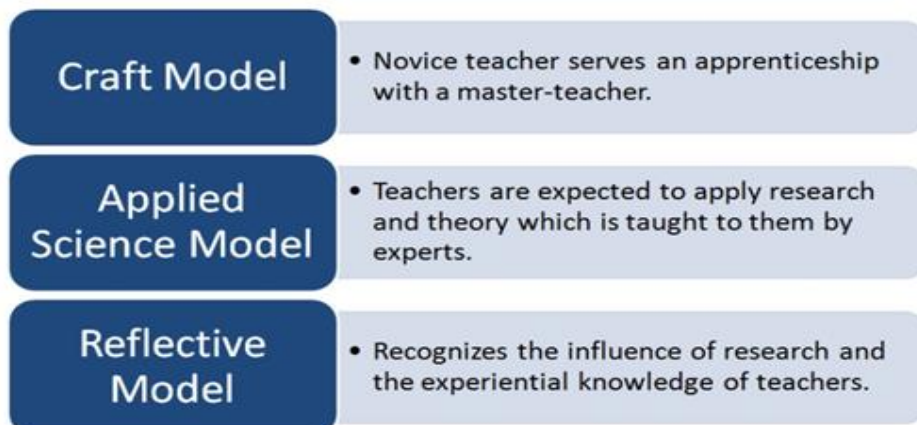 Craft Model
• Novice teacher serves an apprenticeship
with a master-teacher.
Applied
Science Model
• Teachers are expected to apply research
and theory which is taught to them by
experts.
Reflective
Model
• Recognizes the influence of research and
the experiential knowledge of teachers.